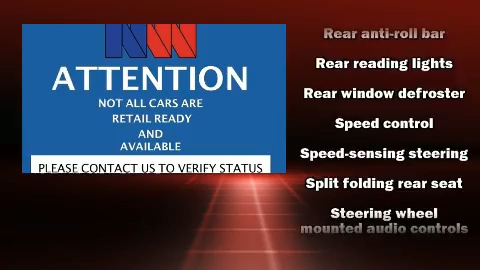 ATTENTION
NOT ALL CARS ARE
RETAIL READY
AND
AVAILABLE
PLEASE CONTACT US TO VERIFY STATUS
Rear anti-roll bar
Rear reading lights
Rear window defroster
Speed control
Speed-sensing steering
Split folding rear seat
Steering wheel
mounted audio controls